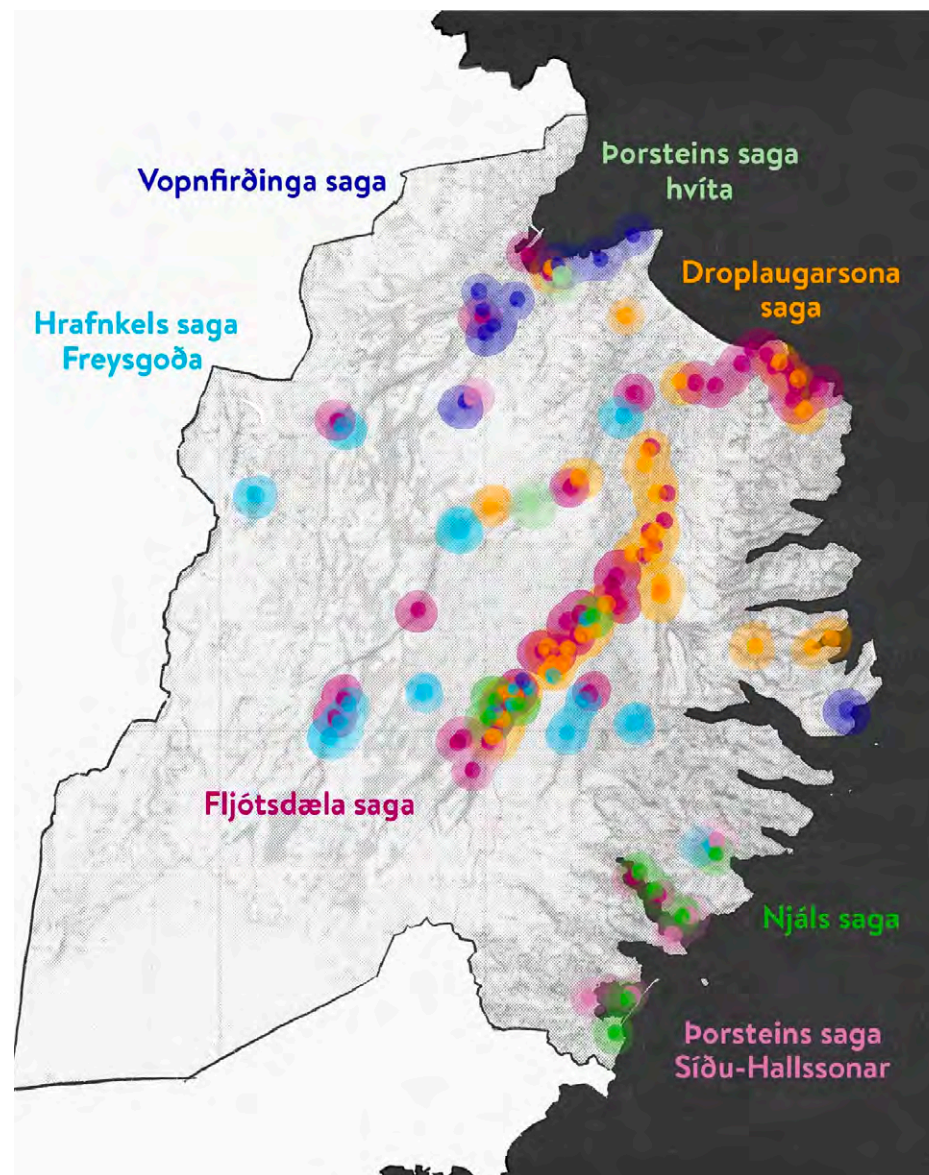 Þorsteins saga
hvíta
Vopnfirðinga saga
Droplaugarsona
saga
Hrafnkels saga
Freysgoða
Fljótsdæla saga
Njáls saga
Þorsteins saga
Síðu-Hallssonar